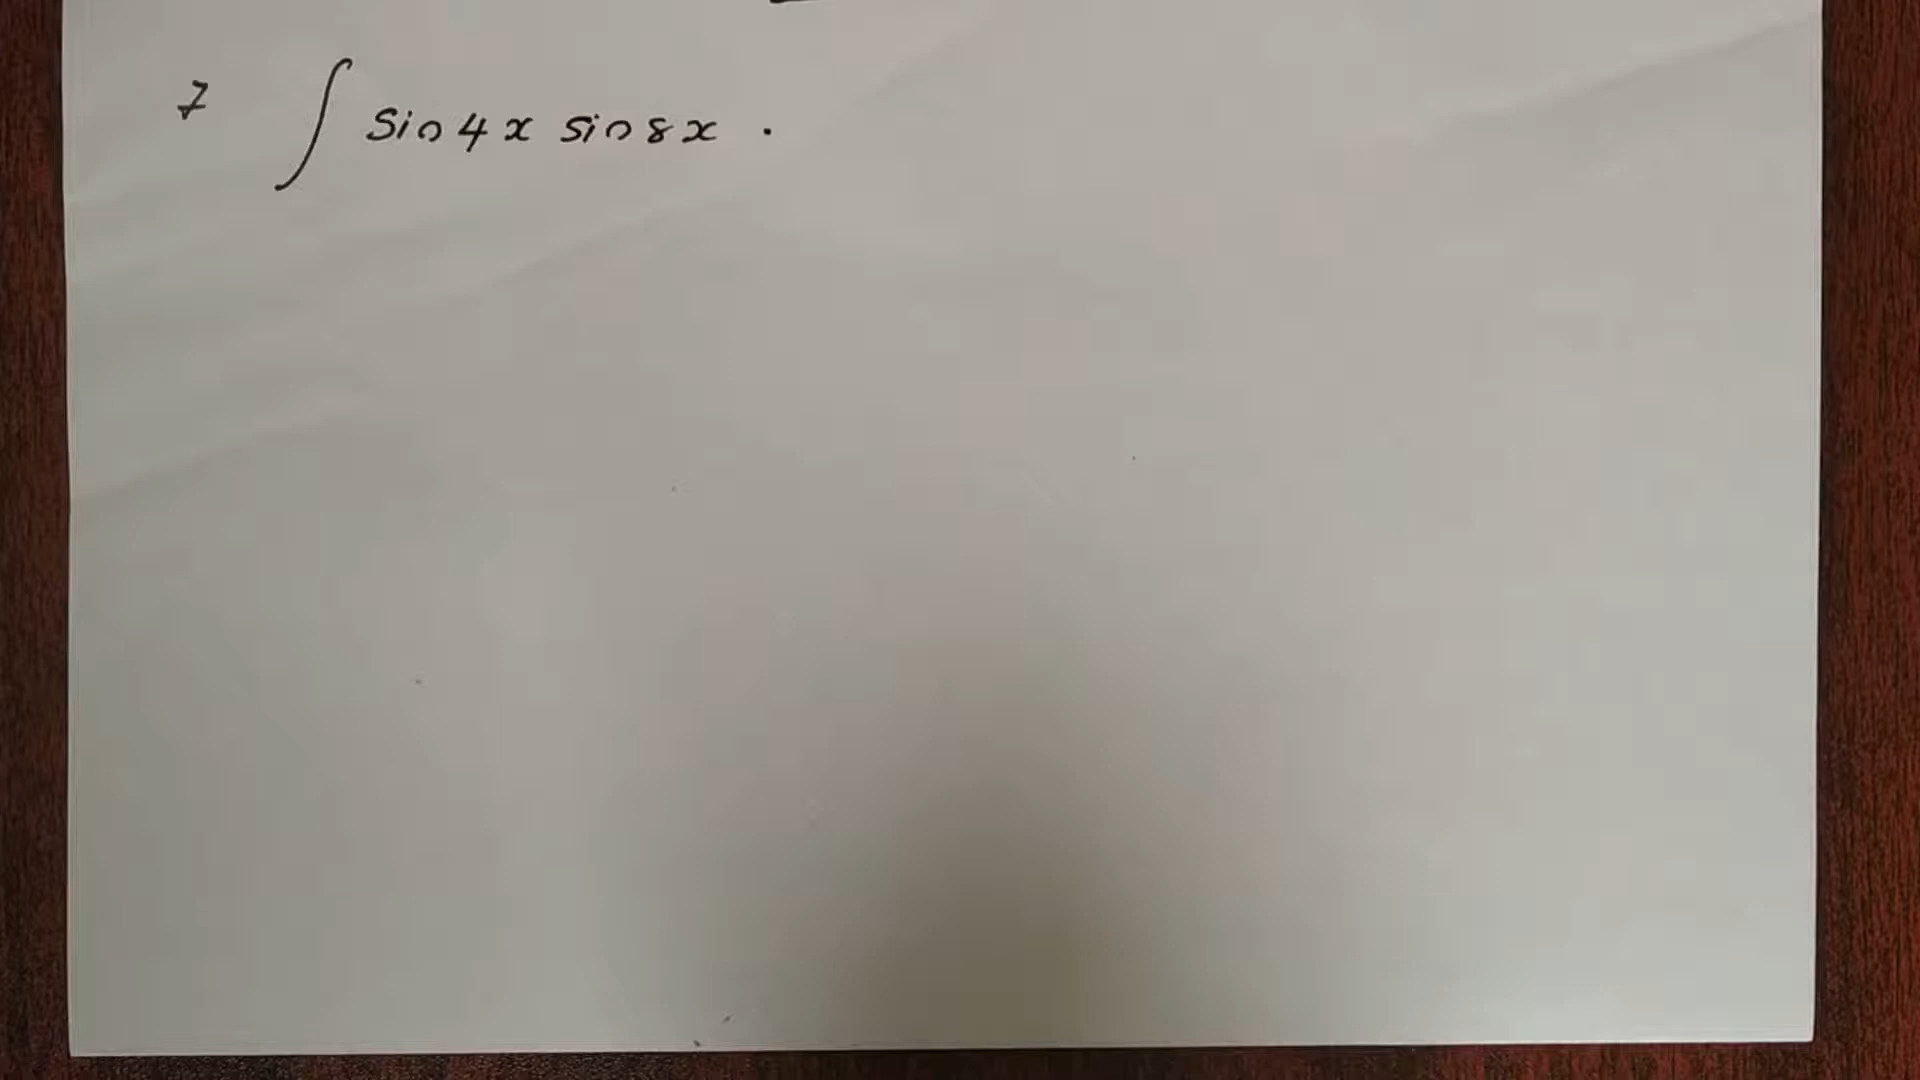 7 ∫ sin 4x sin 8x .